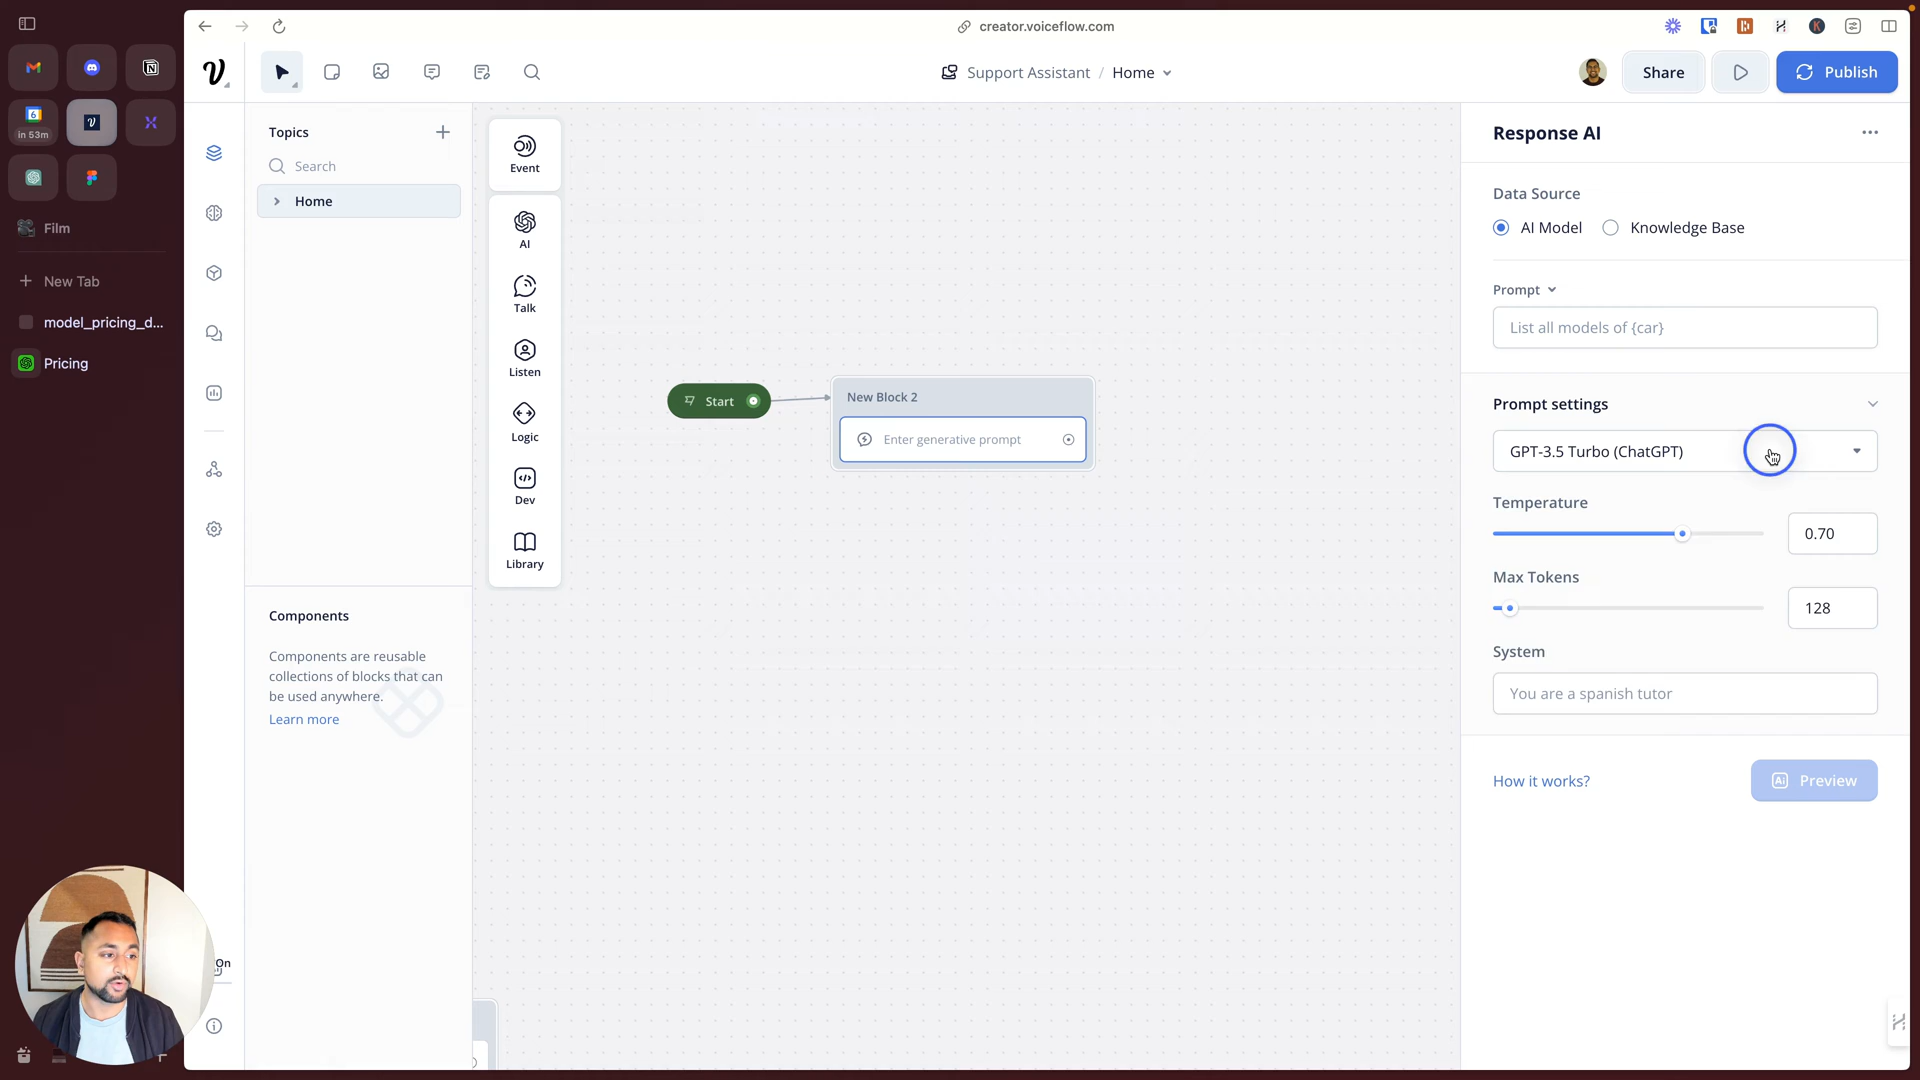 creator.voiceflow.com
6
in 53m
Film
New Tab
model_pricing_d...
Pricing
Support Assistant / Home
Share
Publish
Topics
Search
Home
Event
AI
Talk
Listen
Logic
Dev
Library
Start
New Block 2
Enter generative prompt
Components
Components are reusable
collections of blocks that can
be used anywhere.
Learn more
On
Response AI
Data Source
AI Model
Knowledge Base
Prompt
List all models of {car}
Prompt settings
GPT-3.5 Turbo (ChatGPT)
Temperature
0.70
Max Tokens
128
System
You are a spanish tutor
How it works?
Ai Preview